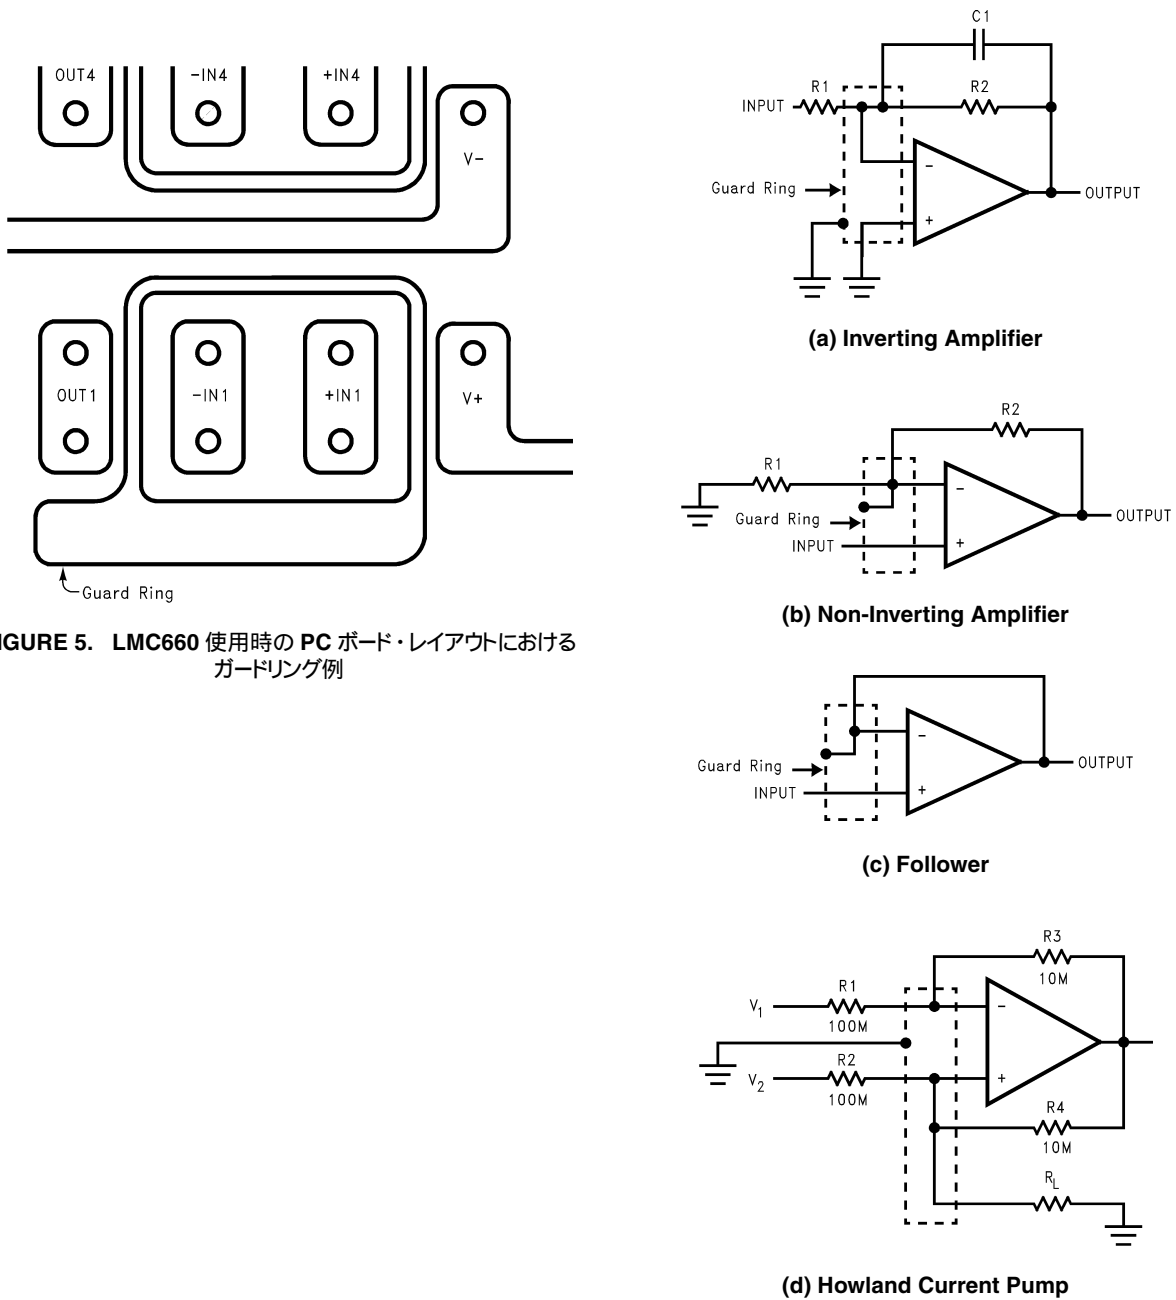 OUT4
-IN4
+IN4
V-
OUT1
-IN1
+IN1
V+
Guard Ring
IGURE 5. LMC660 使用時の PC ボード・レイアウトにおける
ガードリング例
C1
R1
R2
INPUT
-
Guard Ring
+
OUTPUT
(a) Inverting Amplifier
R2
R1
-
Guard Ring
OUTPUT
INPUT
+
(b) Non-Inverting Amplifier
-
Guard Ring
OUTPUT
INPUT
+
(c) Follower
R3
10M
R1
V1
100M
-
R2
V2
100M
+
R4
10M
RL
(d) Howland Current Pump